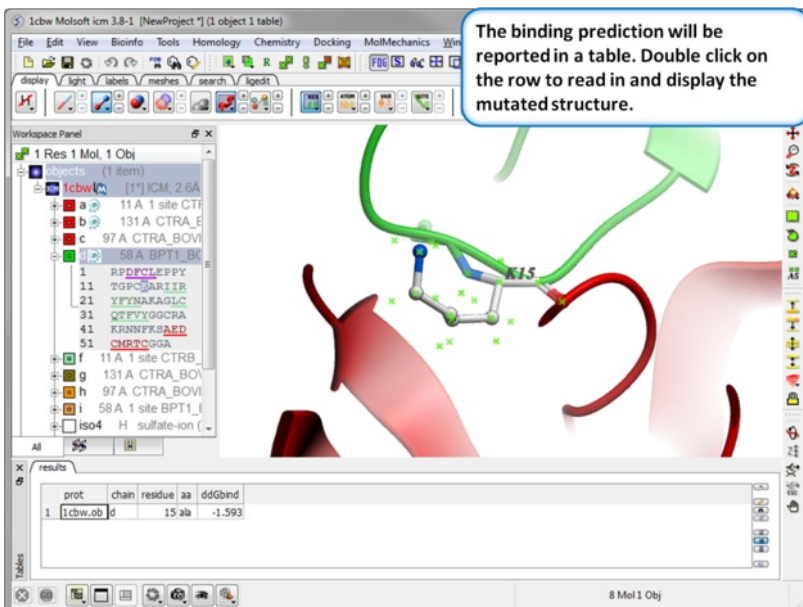 1cbw Molsoft icm 3.8-1 [NewProject *] (1 object 1 table)
The binding prediction will be
reported in a table. Double click on
the row to read in and display the
mutated structure.
File Edit View Bioinfo Tools Homology Chemistry Docking MolMechanics
display light labels meshes search ligedit
Workspace Panel
1 Res 1 Mol, 1 Obj
objects (1 item)
1cbw [1*] ICM; 2.6A
a 11 A 1 site CTR
b 131 A CTRA_B
c 97 A CTRA_BOVI
58 A BPT1_BO
1 RPDFCLEPPY
11 TGPCKARIIR
21 YFYNAKAGLC
31 QTFVYGGCRA
41 KRNNFKSAED
51 CMRTCGGA
f 11 A 1 site CTRB_
g 131 A CTRA_BOV
h 97 A CTRA_BOVI
i 58 A 1 site BPT1_
iso4 H sulfate-ion (
All
K15
results
prot chain residue aa ddGbind
1 1cbw.ob d 15 ala -1.593
Tables
8 Mol 1 Obj